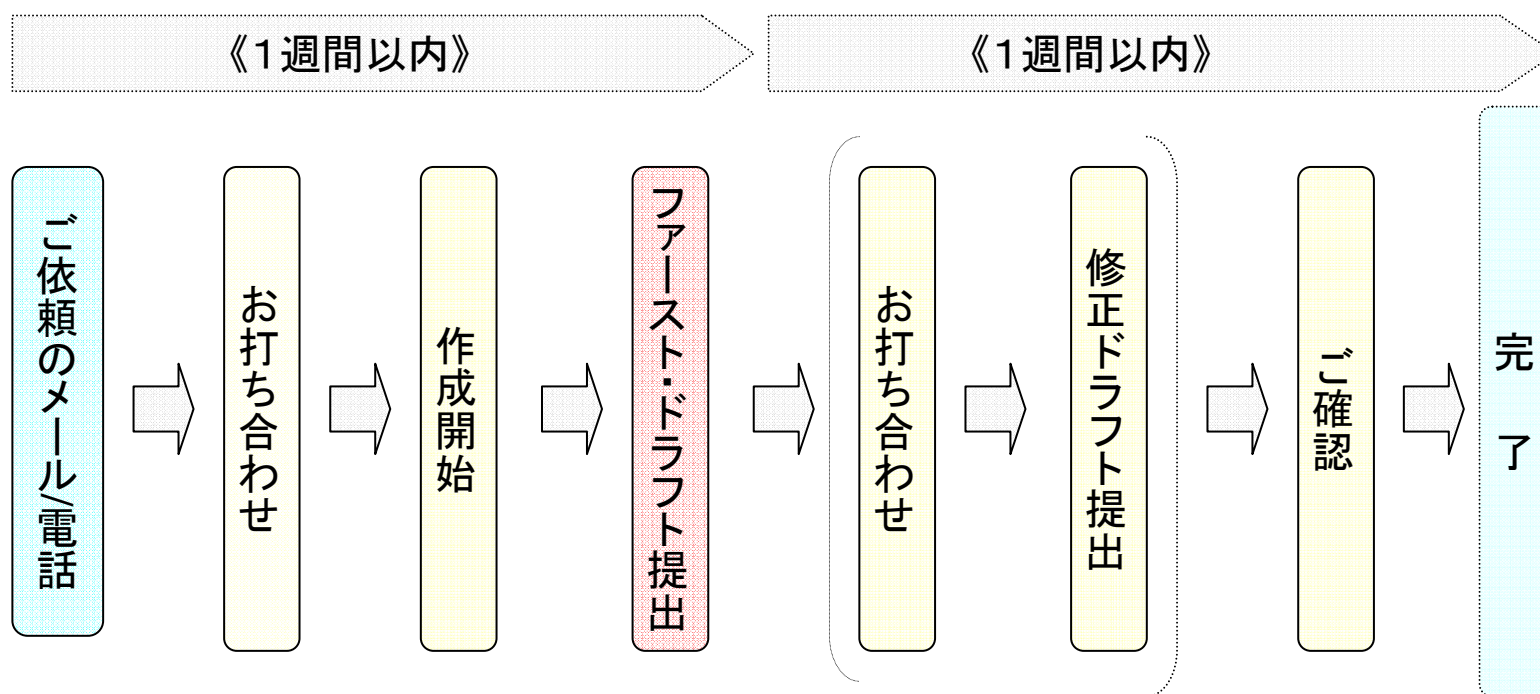 《1週間以内》
《1週間以内》
ご依頼のメール/電話
お打ち合わせ
作成開始
ファースト・ドラフト提出
お打ち合わせ
修正ドラフト提出
ご確認
完了